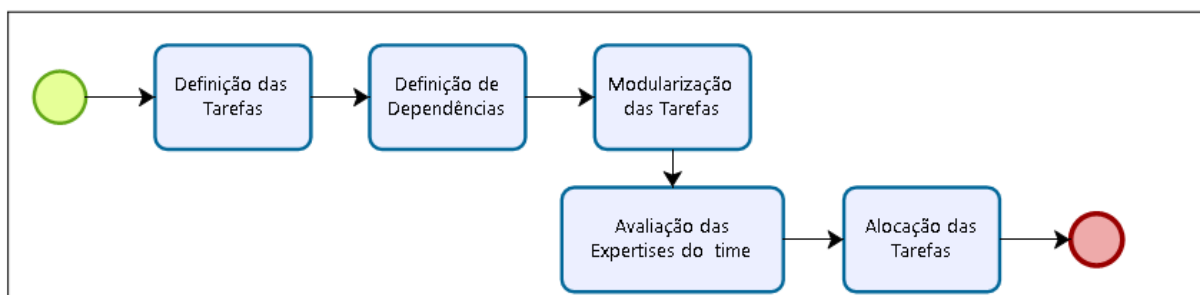 Definição das
Tarefas
Definição de
Dependências
Modularização
das Tarefas
Avaliação das
Expertises do time
Alocação das
Tarefas